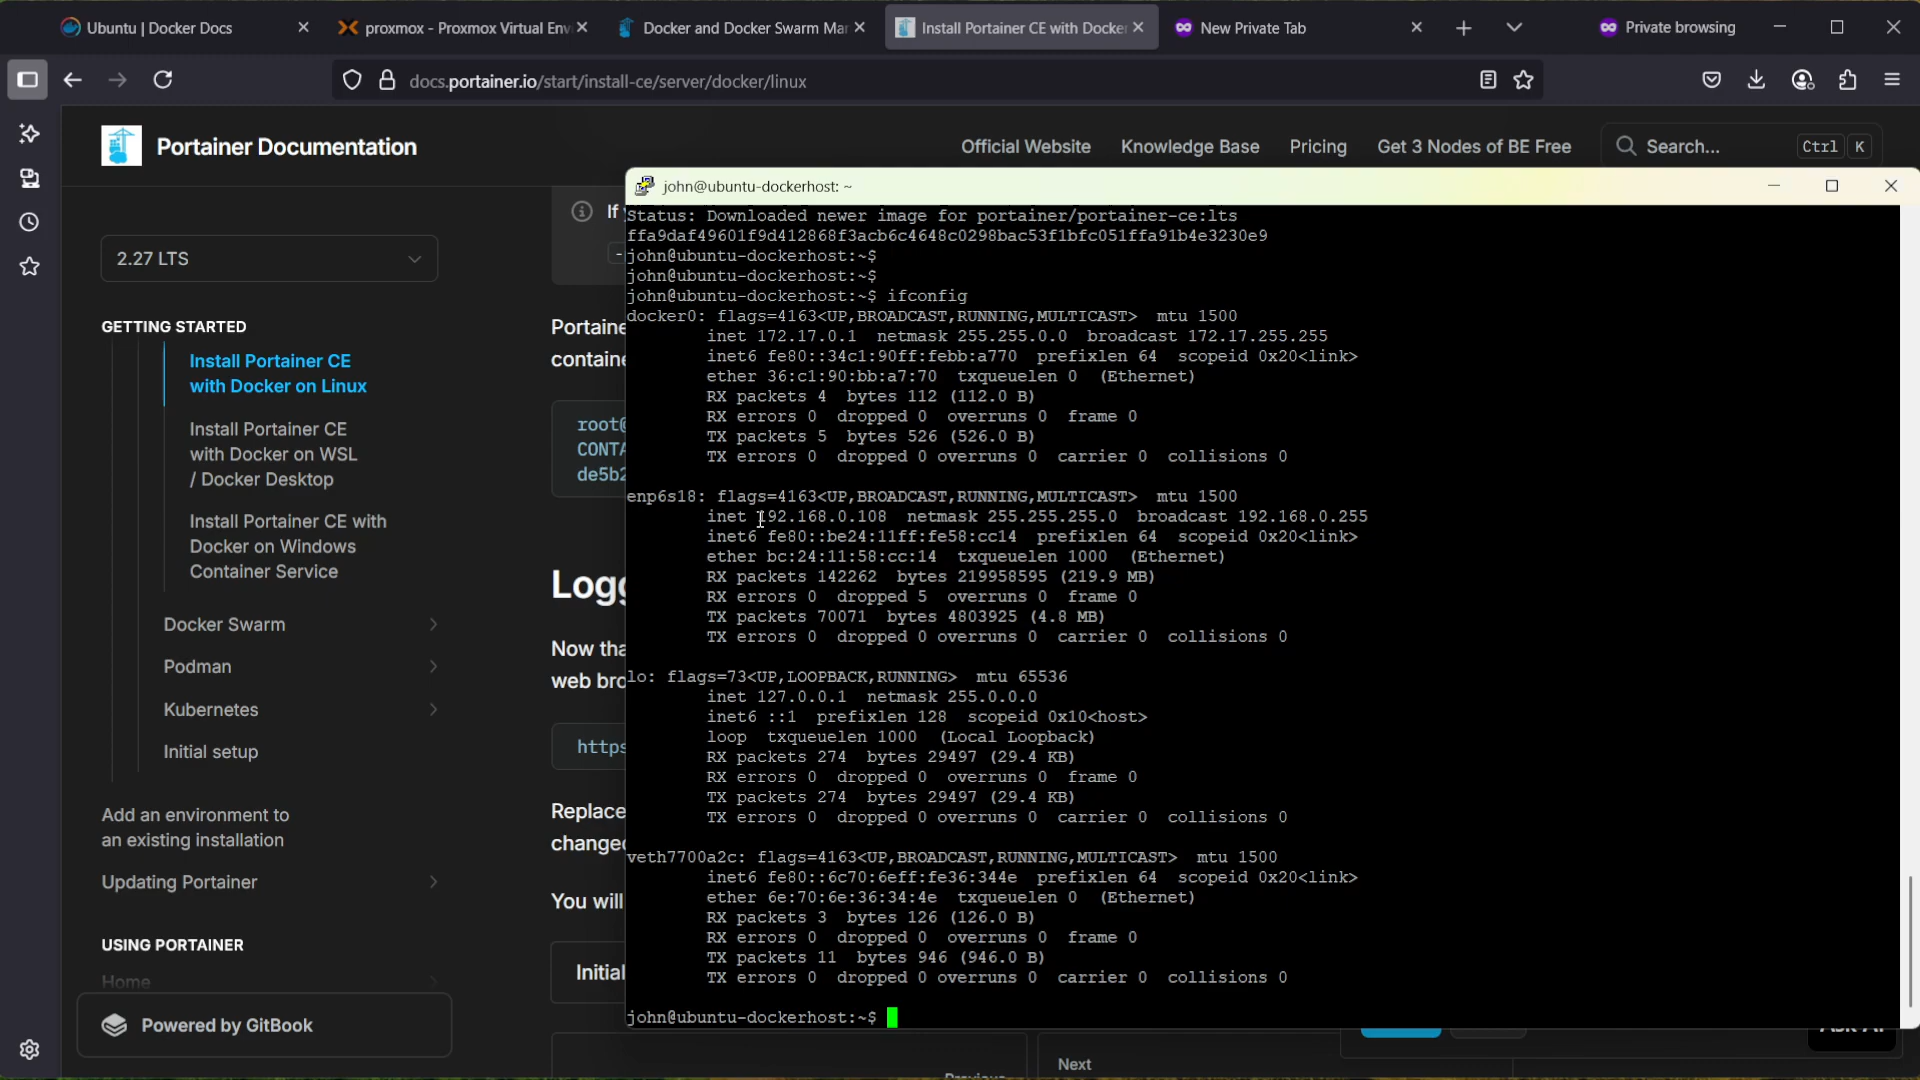 Ubuntu | Docker Docs
proxmox - Proxmox Virtual Envi
Docker and Docker Swarm Mar
Install Portainer CE with Docker
New Private Tab
Private browsing
docs.portainer.io/start/install-ce/server/docker/linux
Portainer Documentation
Official Website
Knowledge Base
Pricing
Get 3 Nodes of BE Free
Search...
Ctrl
K
2.27 LTS
GETTING STARTED
Install Portainer CE
with Docker on Linux
Install Portainer CE
with Docker on WSL
/ Docker Desktop
Install Portainer CE with
Docker on Windows
Container Service
Docker Swarm
Podman
Kubernetes
Initial setup
Add an environment to
an existing installation
Updating Portainer
USING PORTAINER
Home
Powered by GitBook
If
Portaine
containe
root@
CONTA
de5b2
Logg
Now tha
web bro
https
Replace
changed
You will
Initial
Next
john@ubuntu-dockerhost: ~
Status: Downloaded newer image for portainer/portainer-ce:lts
ffa9daf49601f9d412868f3acb6c4648c0298bac53f1bfc051ffa91b4e3230e9
john@ubuntu-dockerhost:~$
john@ubuntu-dockerhost:~$
john@ubuntu-dockerhost:~$ ifconfig
docker0: flags=4163<UP,BROADCAST,RUNNING,MULTICAST>  mtu 1500
inet 172.17.0.1  netmask 255.255.0.0  broadcast 172.17.255.255
inet6 fe80::34c1:90ff:febb:a770  prefixlen 64  scopeid 0x20<link>
ether 36:c1:90:bb:a7:70  txqueuelen 0  (Ethernet)
RX packets 4  bytes 112 (112.0 B)
RX errors 0  dropped 0  overruns 0  frame 0
TX packets 5  bytes 526 (526.0 B)
TX errors 0  dropped 0 overruns 0  carrier 0  collisions 0
enp6s18: flags=4163<UP,BROADCAST,RUNNING,MULTICAST>  mtu 1500
inet 192.168.0.108  netmask 255.255.255.0  broadcast 192.168.0.255
inet6 fe80::be24:11ff:fe58:cc14  prefixlen 64  scopeid 0x20<link>
ether bc:24:11:58:cc:14  txqueuelen 1000  (Ethernet)
RX packets 142262  bytes 219958595 (219.9 MB)
RX errors 0  dropped 5  overruns 0  frame 0
TX packets 70071  bytes 4803925 (4.8 MB)
TX errors 0  dropped 0 overruns 0  carrier 0  collisions 0
lo: flags=73<UP,LOOPBACK,RUNNING>  mtu 65536
inet 127.0.0.1  netmask 255.0.0.0
inet6 ::1  prefixlen 128  scopeid 0x10<host>
loop  txqueuelen 1000  (Local Loopback)
RX packets 274  bytes 29497 (29.4 KB)
RX errors 0  dropped 0  overruns 0  frame 0
TX packets 274  bytes 29497 (29.4 KB)
TX errors 0  dropped 0 overruns 0  carrier 0  collisions 0
veth7700a2c: flags=4163<UP,BROADCAST,RUNNING,MULTICAST>  mtu 1500
inet6 fe80::6c70:6eff:fe36:344e  prefixlen 64  scopeid 0x20<link>
ether 6e:70:6e:36:34:4e  txqueuelen 0  (Ethernet)
RX packets 3  bytes 126 (126.0 B)
RX errors 0  dropped 0  overruns 0  frame 0
TX packets 11  bytes 946 (946.0 B)
TX errors 0  dropped 0 overruns 0  carrier 0  collisions 0
john@ubuntu-dockerhost:~$